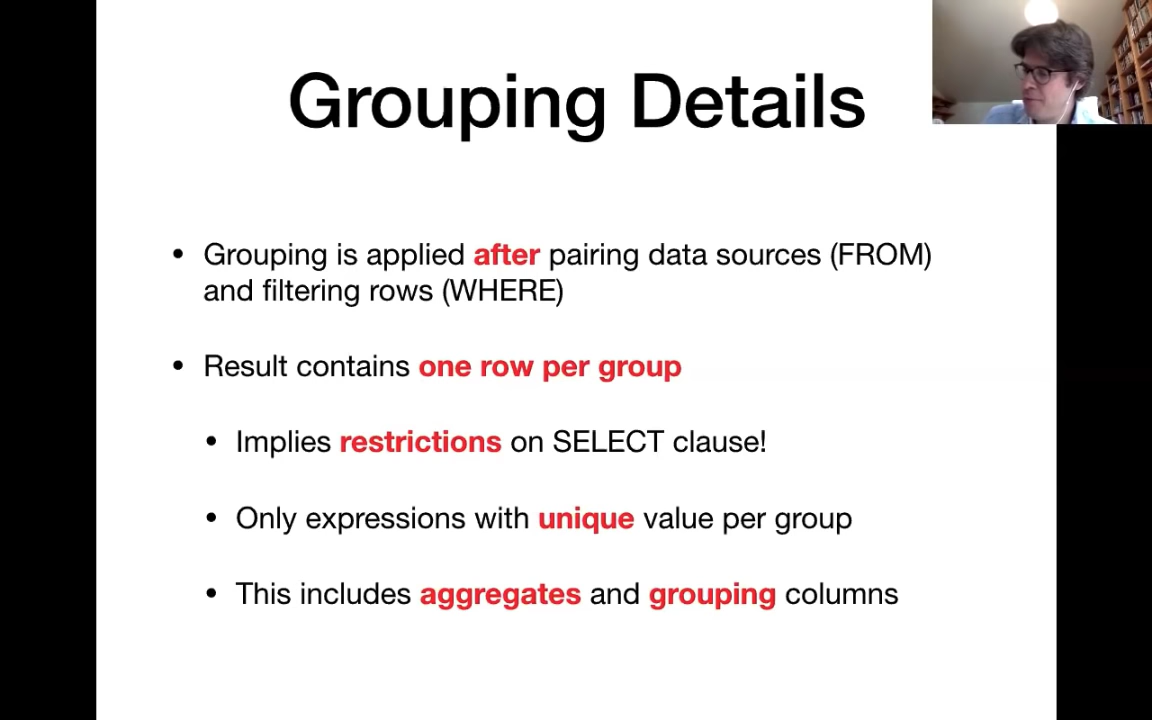 Grouping Details
• Grouping is applied after pairing data sources (FROM)
and filtering rows (WHERE)
• Result contains one row per group
• Implies restrictions on SELECT clause!
• Only expressions with unique value per group
• This includes aggregates and grouping columns